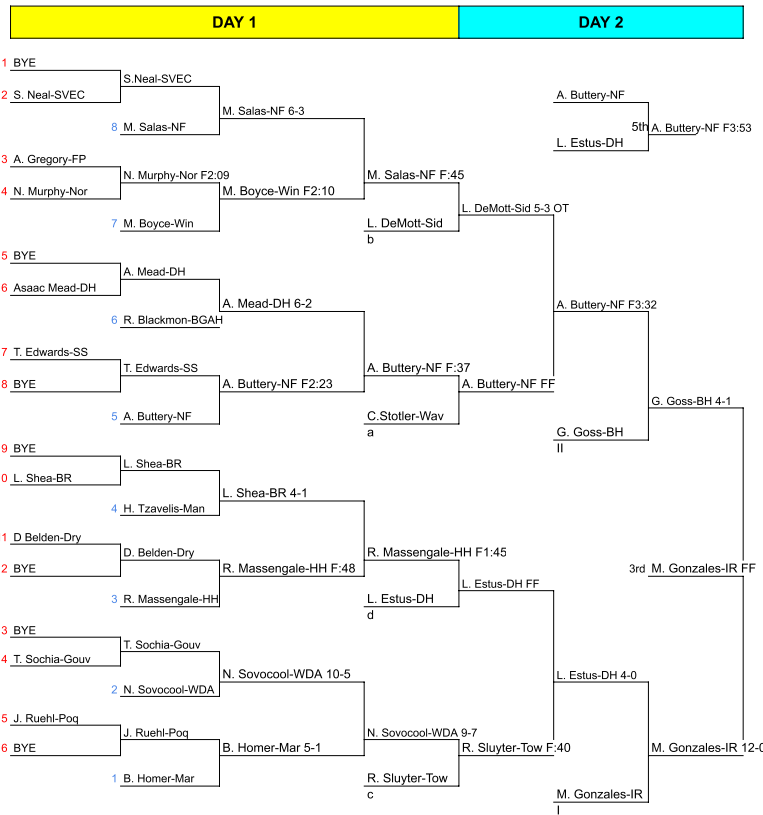 DAY 1
DAY 2
1 BYE
S.Neal-SVEC
2 S. Neal-SVEC
A. Buttery-NF
M. Salas-NF 6-3
8 M. Salas-NF
5th A. Buttery-NF F3:53
L. Estus-DH
3 A. Gregory-FP
N. Murphy-Nor F2:09
M. Salas-NF F:45
4 N. Murphy-Nor
M. Boyce-Win F2:10
L. DeMott-Sid 5-3 OT
7 M. Boyce-Win
L. DeMott-Sid
b
5 BYE
A. Mead-DH
6 Asaac Mead-DH
A. Mead-DH 6-2
A. Buttery-NF F3:32
6 R. Blackmon-BGAH
7 T. Edwards-SS
T. Edwards-SS
A. Buttery-NF F:37
8 BYE
A. Buttery-NF F2:23
A. Buttery-NF FF
G. Goss-BH 4-1
5 A. Buttery-NF
C.Stotler-Wav
a
G. Goss-BH
II
9 BYE
L. Shea-BR
0 L. Shea-BR
L. Shea-BR 4-1
4 H. Tzavelis-Man
1 D Belden-Dry
D. Belden-Dry
R. Massengale-HH F1:45
2 BYE
R. Massengale-HH F:48
3rd M. Gonzales-IR FF
L. Estus-DH FF
3 R. Massengale-HH
L. Estus-DH
d
3 BYE
T. Sochia-Gouv
4 T. Sochia-Gouv
N. Sovocool-WDA 10-5
L. Estus-DH 4-0
2 N. Sovocool-WDA
5 J. Ruehl-Poq
J. Ruehl-Poq
N. Sovocool-WDA 9-7
6 BYE
B. Homer-Mar 5-1
R. Sluyter-Tow F:40
M. Gonzales-IR 12-0
1 B. Homer-Mar
R. Sluyter-Tow
c
M. Gonzales-IR
I